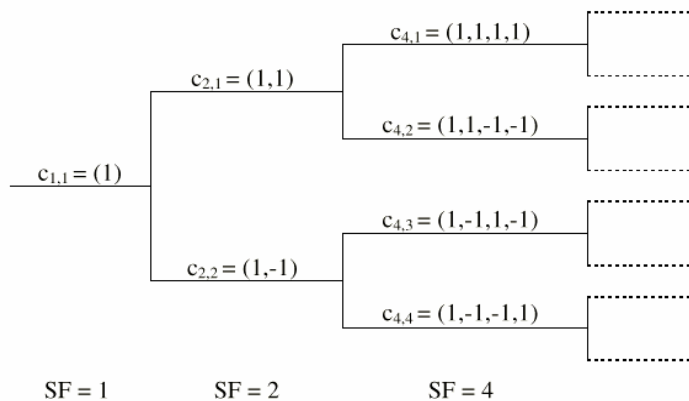 c4,1 = (1,1,1,1)
c2,1 = (1,1)
c4,2 = (1,1,-1,-1)
c1,1 = (1)
c4,3 = (1,-1,1,-1)
c2,2 = (1,-1)
c4,4 = (1,-1,-1,1)
SF = 1 SF = 2 SF = 4